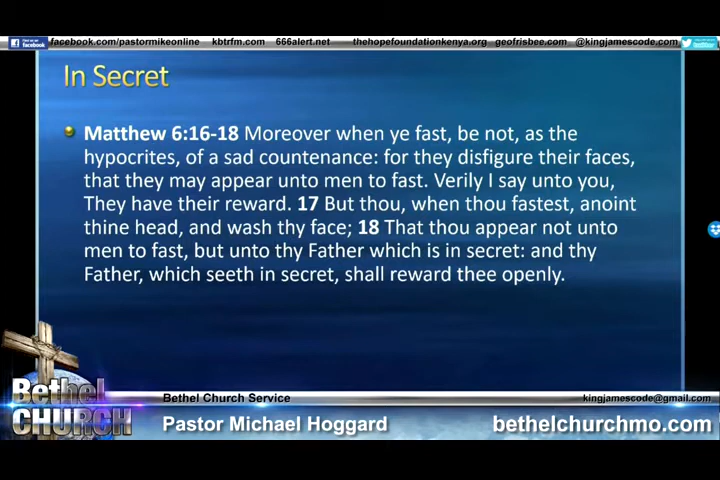 facebook.com/pastormikeonline kbtrfm.com 666alert.net thehopefoundationkenya.org geofrisbee.com @kingjamescode.com
In Secret
Matthew 6:16-18 Moreover when ye fast, be not, as the
hypocrites, of a sad countenance: for they disfigure their faces,
that they may appear unto men to fast. Verily I say unto you,
They have their reward. 17 But thou, when thou fastest, anoint
thine head, and wash thy face; 18 That thou appear not unto
men to fast, but unto thy Father which is in secret: and thy
Father, which seeth in secret, shall reward thee openly.
Bethel
CHURCH
Bethel Church Service kingjamescode@gmail.com
Pastor Michael Hoggard bethelchurchmo.com